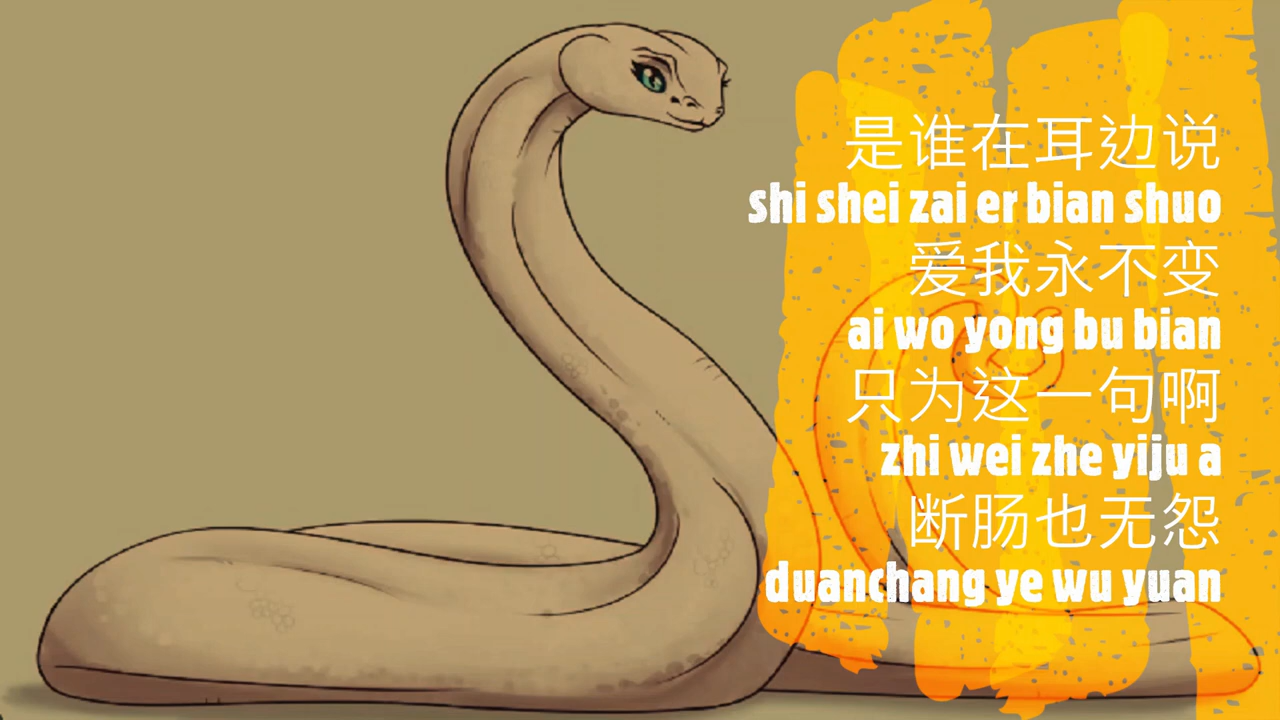 是谁在耳边说
shi shei zai er bian shuo
爱我永不变
ai wo yong bu bian
只为这一句啊
zhi wei zhe yiju a
断肠也无怨
duanchang ye wu yuan